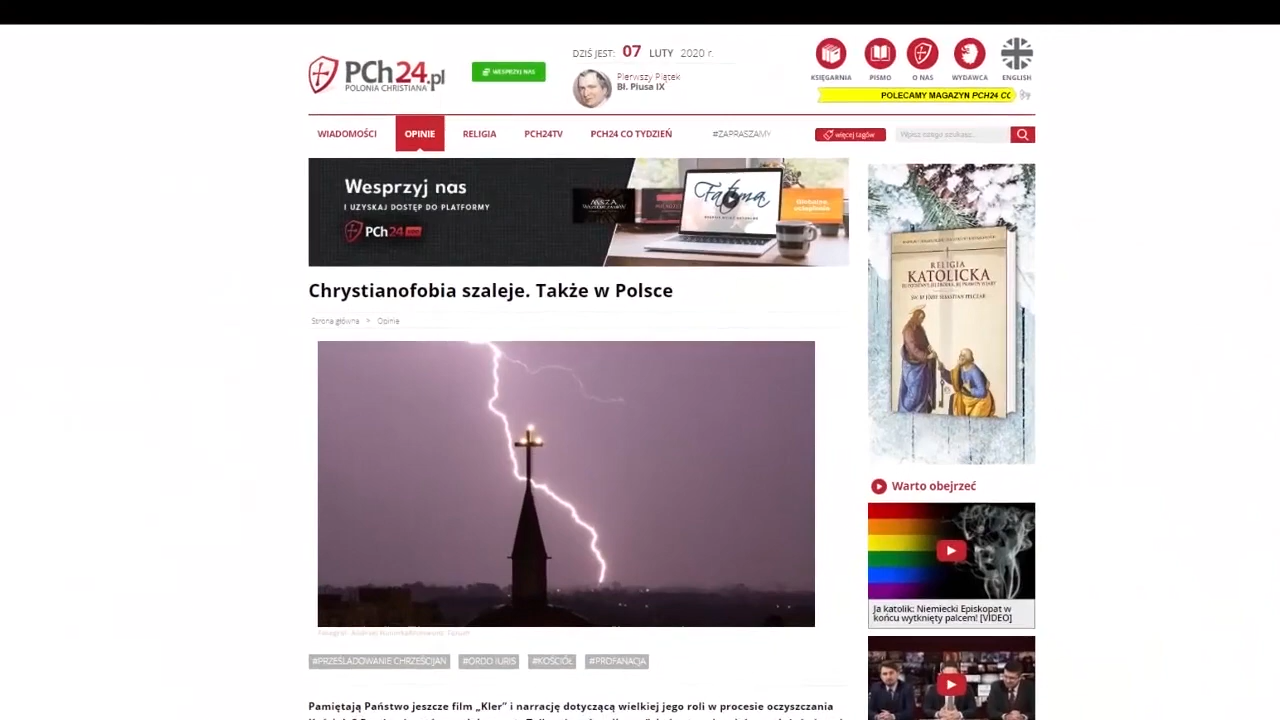 PCh24.pl
POLONIA CHRISTIANA
WESPRZYJ NAS
DZIŚ JEST: 07 LUTY 2020 r.
Pierwszy Piątek
Bł. Piusa IX
KSIĘGARNIA PISMO O NAS WYDAWCA ENGLISH
POLECAMY MAGAZYN PCH24 CO
WIADOMOŚCI OPINIE RELIGIA PCH24TV PCH24 CO TYDZIEŃ #ZAPRASZAMY więcej tagów Wpisz czego szukasz...
Wesprzyj nas
I UZYSKAJ DOSTĘP DO PLATFORMY
PCh24
Fatima
RELIGIA
KATOLICKA
Chrystianofobia szaleje. Także w Polsce
Strona główna > Opinie
Warto obejrzeć
Ja katolik: Niemiecki Episkopat w
końcu wytknięty palcem! [VIDEO]
#PRZEŚLADOWANIE CHRZEŚCIJAN #ORDO IURIS #KOŚCIÓŁ #PROFANACJA
Pamiętają Państwo jeszcze film „Kler” i narrację dotyczącą wielkiej jego roli w procesie oczyszczania